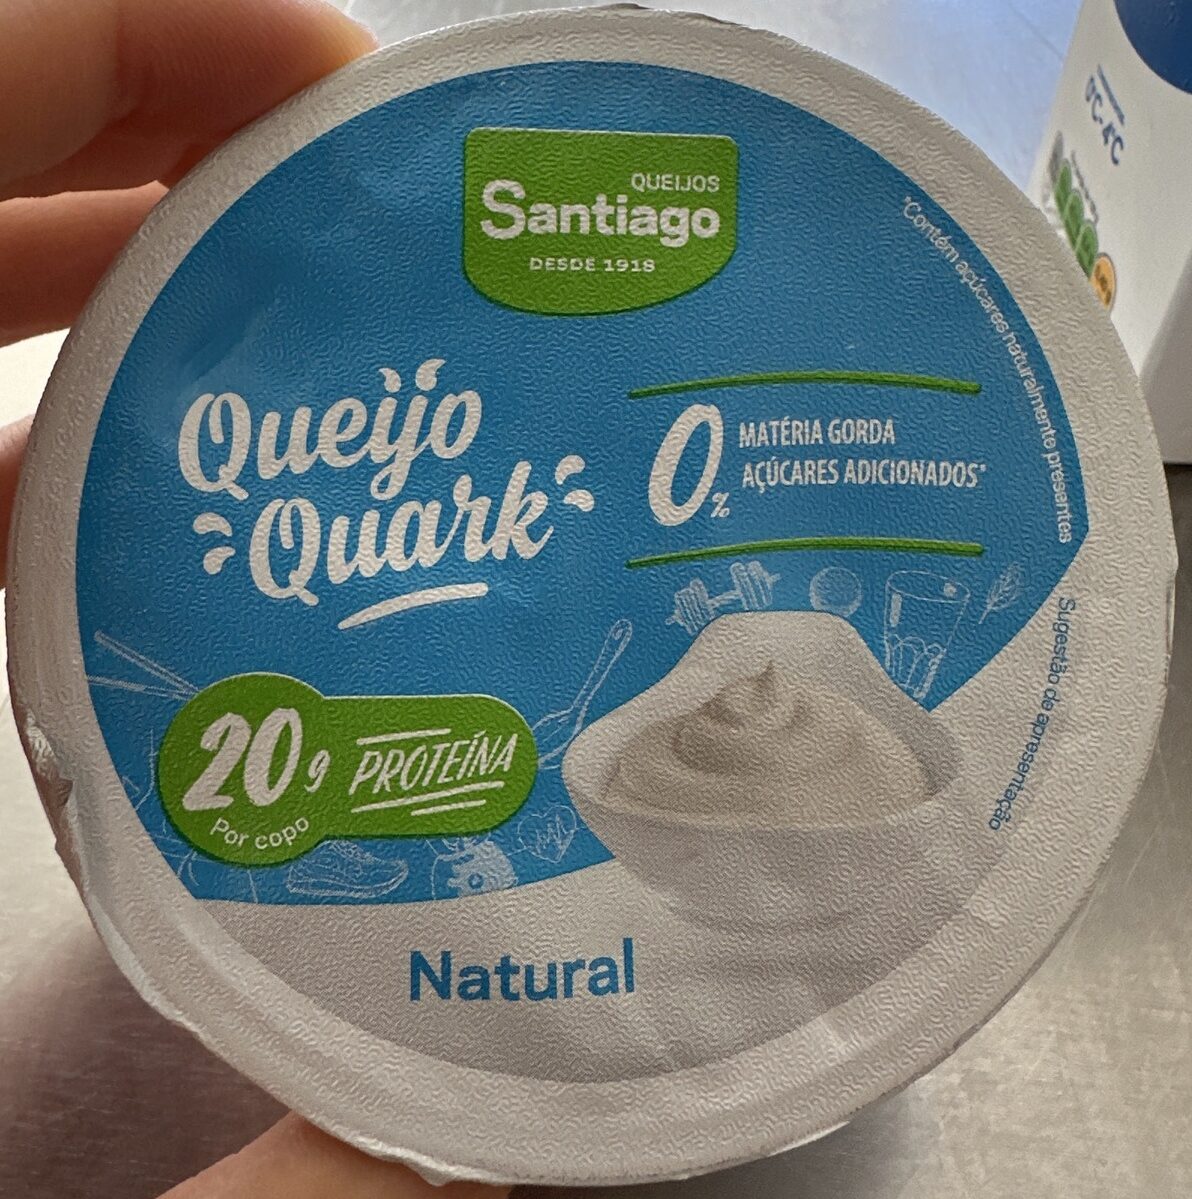 QUEIJOS
Santiago
DESDE 1918
Queijo
Quark
0%
MATÉRIA GORDA
AÇÚCARES ADICIONADOS*
*Contém açúcares naturalmente presentes
Sugestão de apresentação
20g PROTEÍNA
Por copo
Natural
0°C-4°C